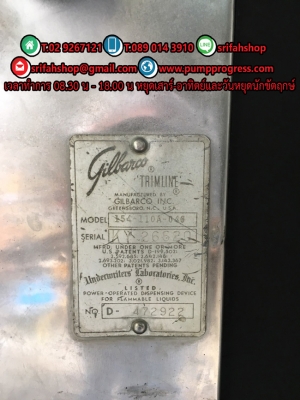 T:02 9267121 T:089 014 3910 srifahshop
srifahshop@gmail.com www.pumpprogress.com
เวลาทำการ 08.30 น - 18.00 น หยุดเสาร์-อาทิตย์และวันหยุดนักขัตฤกษ์
Gilbarco ®
TRIMLINE ®
MANUFACTURED BY
GILBARCO INC.
GREENSBORO, N.C., U.S.A.
MODEL
SERIAL
MFRD. UNDER ONE OR MORE
U.S. PATENTS
OTHER PATENTS PENDING
Underwriters' Laboratories, Inc.
®
LISTED
POWER-OPERATED DISPENSING DEVICE
FOR FLAMMABLE LIQUIDS
No D- 472922